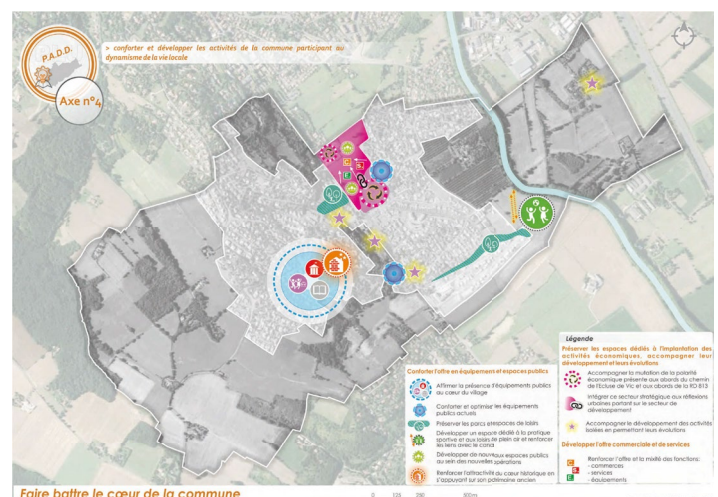 P.A.D.D.
Axe n°4
> conforter et développer les activités de la commune participant au
dynamisme de la vie locale
Conforter l'offre en équipement et espaces publics
Affirmer la présence d'équipements publics
au cœur du village
Conforter et optimiser les équipements
publics actuels
Préserver les parcs et espaces de loisirs
Développer un espace dédié à la pratique
sportive et aux loisirs de plein air et renforcer
les liens avec le canal
Développer de nouveaux espaces publics
au sein des nouvelles opérations
Renforcer l'attractivité du cœur historique en
s'appuyant sur son patrimoine ancien
Légende
Préserver les espaces dédiés à l'implantation des
activités économiques, accompagner leur
développement et leurs évolutions
Accompagner la mutation de la polarité
économique présente aux abords du chemin
de l'Ecluse de Vic et aux abords de la RD 813
Intégrer ce secteur stratégique aux réflexions
urbaines portant sur le secteur de
développement
Accompagner le développement des activités
isolées en permettant leurs évolutions
Développer l'offre commerciale et de services
Renforcer l'offre et la mixité des fonctions:
C - commerces
S - services
E - équipements
C
S
E
Faire battre le cœur de la commune
0 125 250 500m